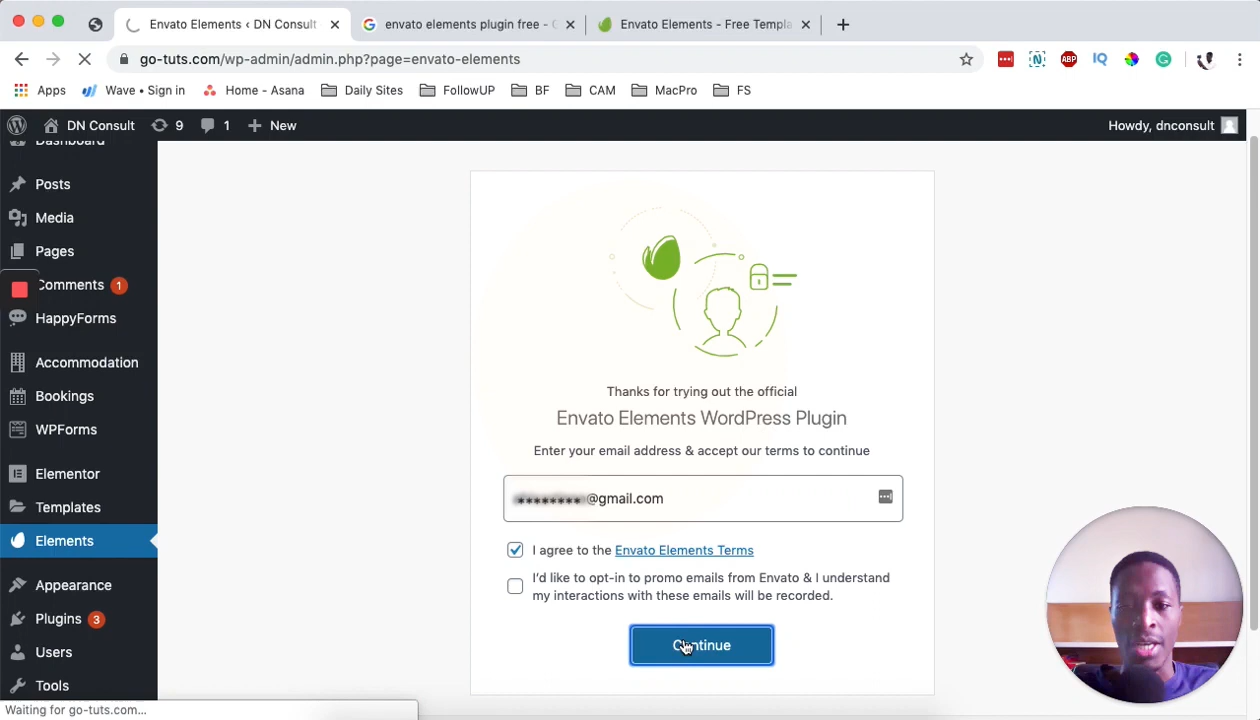 Envato Elements ‹ DN Consult
envato elements plugin free - G
Envato Elements - Free Templa
go-tuts.com/wp-admin/admin.php?page=envato-elements
ABP
IQ
Apps
Wave • Sign in
Home - Asana
Daily Sites
FollowUP
BF
CAM
MacPro
FS
DN Consult
9
1
New
Howdy, dnconsult
Dashboard
Posts
Media
Pages
Comments 1
HappyForms
Accommodation
Bookings
WPForms
Elementor
Templates
Elements
Appearance
Plugins 3
Users
Tools
Thanks for trying out the official
Envato Elements WordPress Plugin
Enter your email address & accept our terms to continue
@gmail.com
I agree to the Envato Elements Terms
I'd like to opt-in to promo emails from Envato & I understand
my interactions with these emails will be recorded.
Continue
Waiting for go-tuts.com...